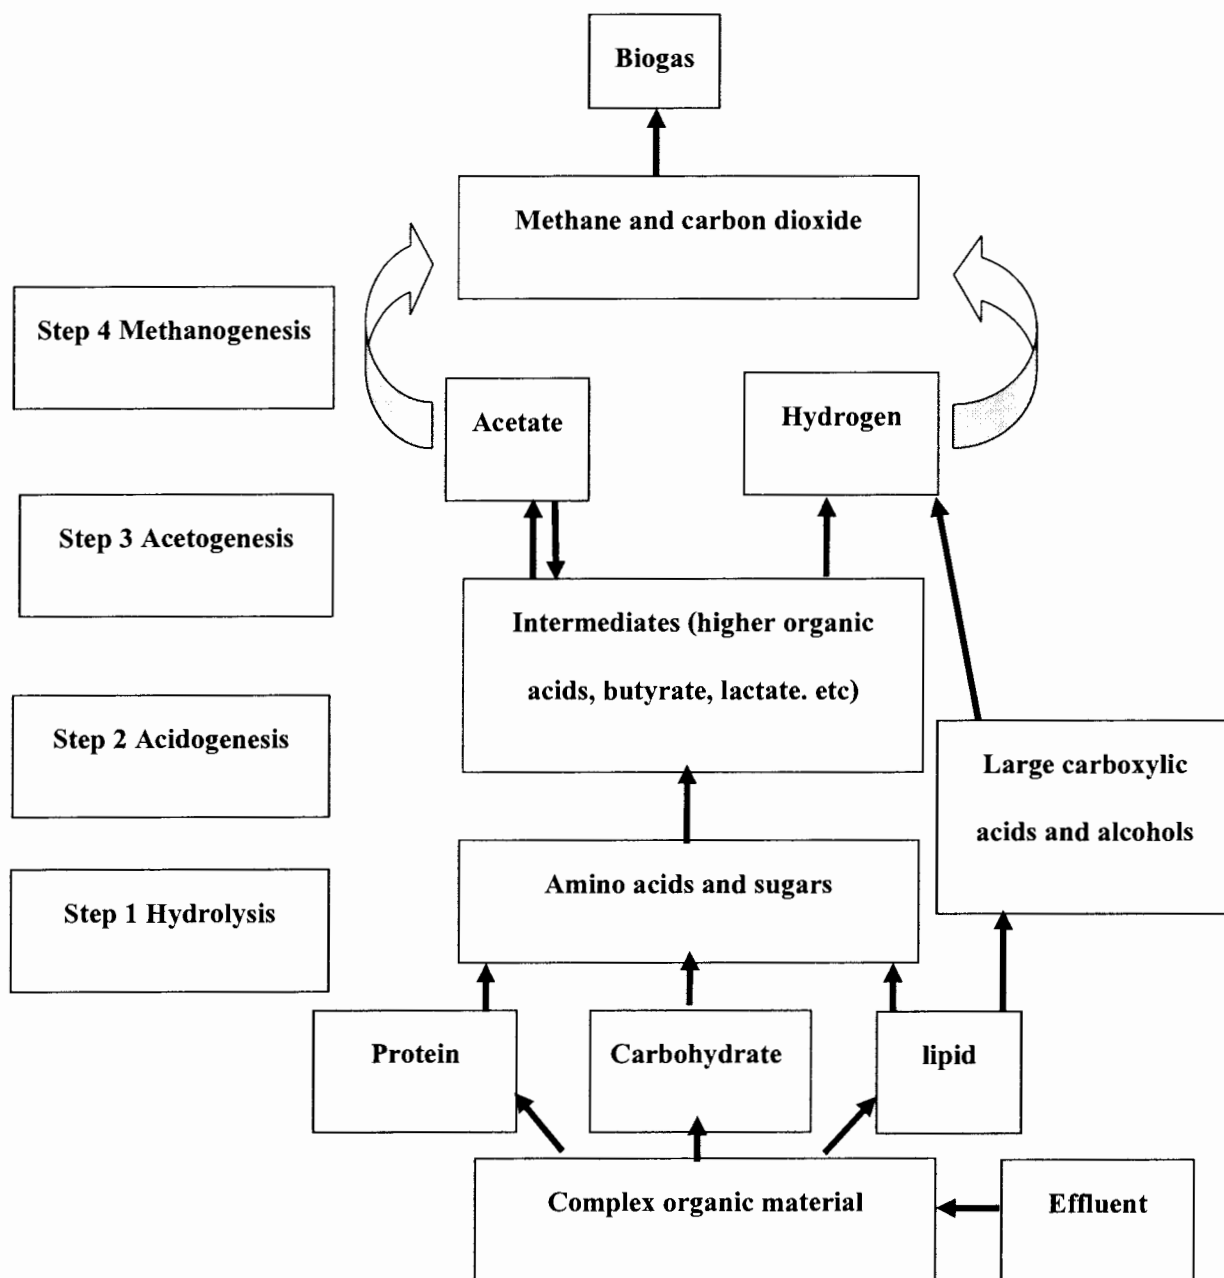 Biogas
Methane and carbon dioxide
Step 4 Methanogenesis
Acetate
Hydrogen
Step 3 Acetogenesis
Intermediates (higher organic
acids, butyrate, lactate. etc)
Step 2 Acidogenesis
Large carboxylic
acids and alcohols
Amino acids and sugars
Step 1 Hydrolysis
Protein
Carbohydrate
lipid
Complex organic material
Effluent